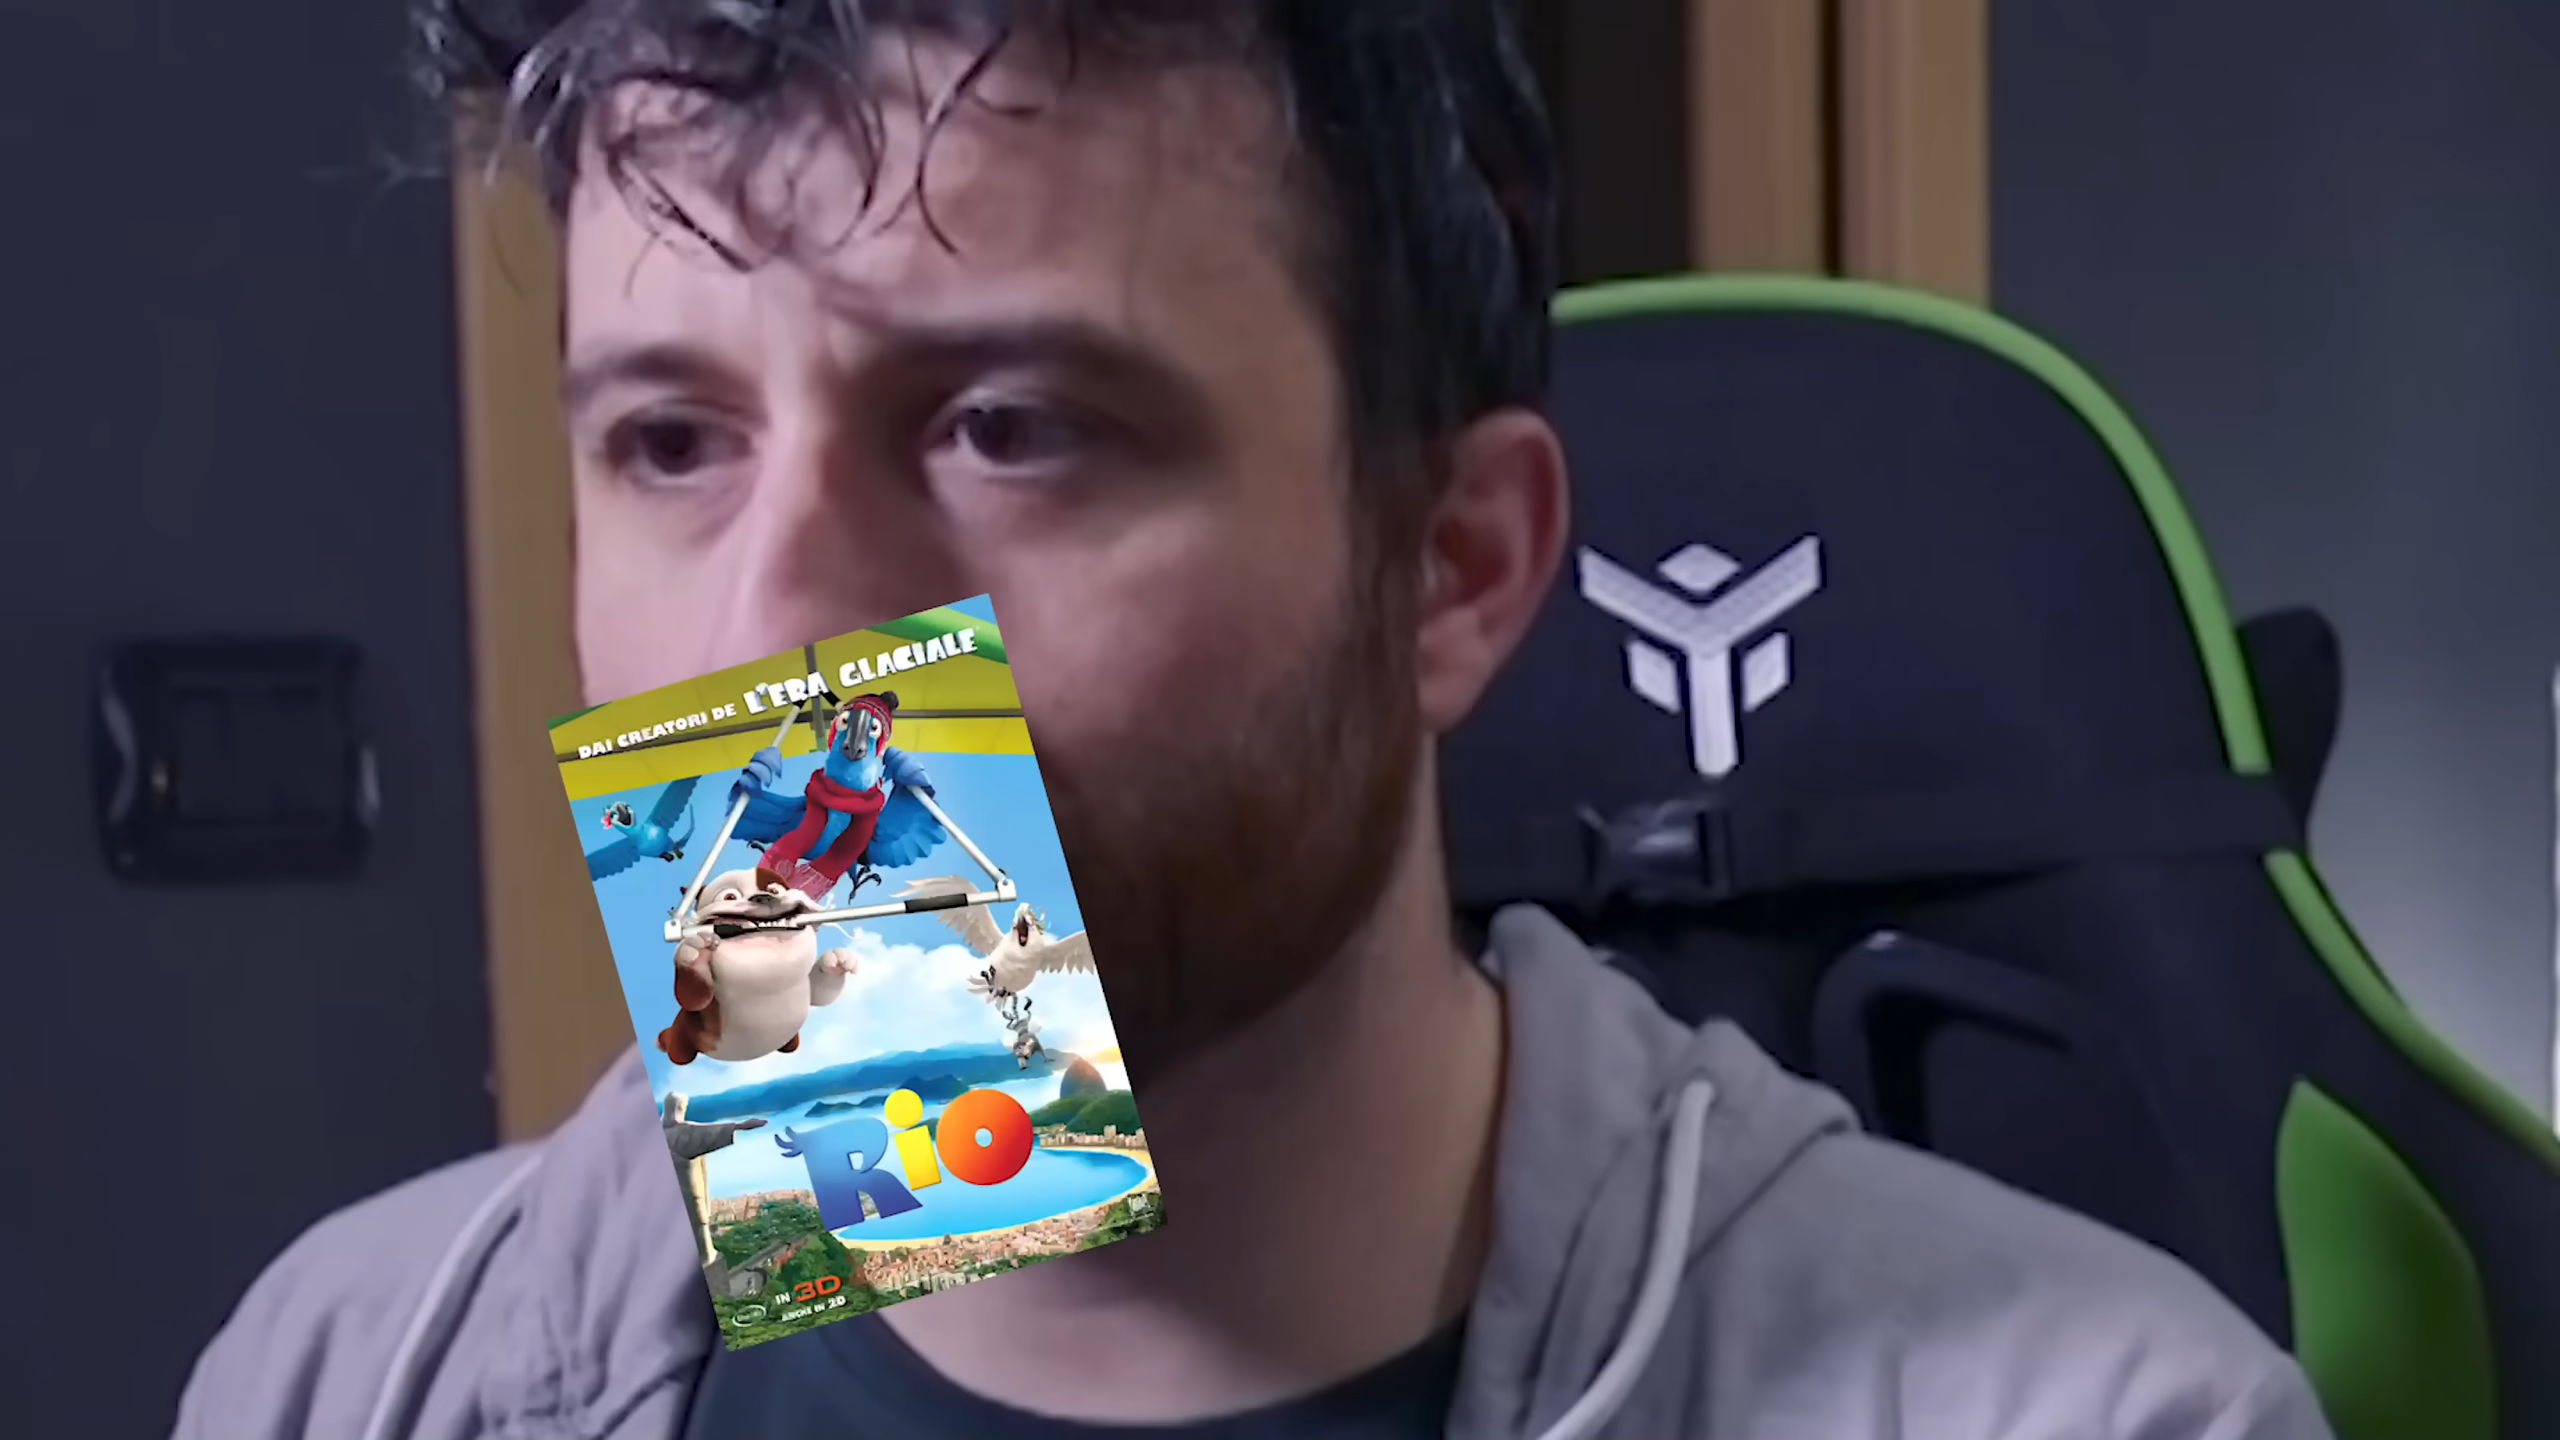 DAI CREATORI DE L'ERA GLACIALE
RiO
IN 3D
ANCHE IN 2D